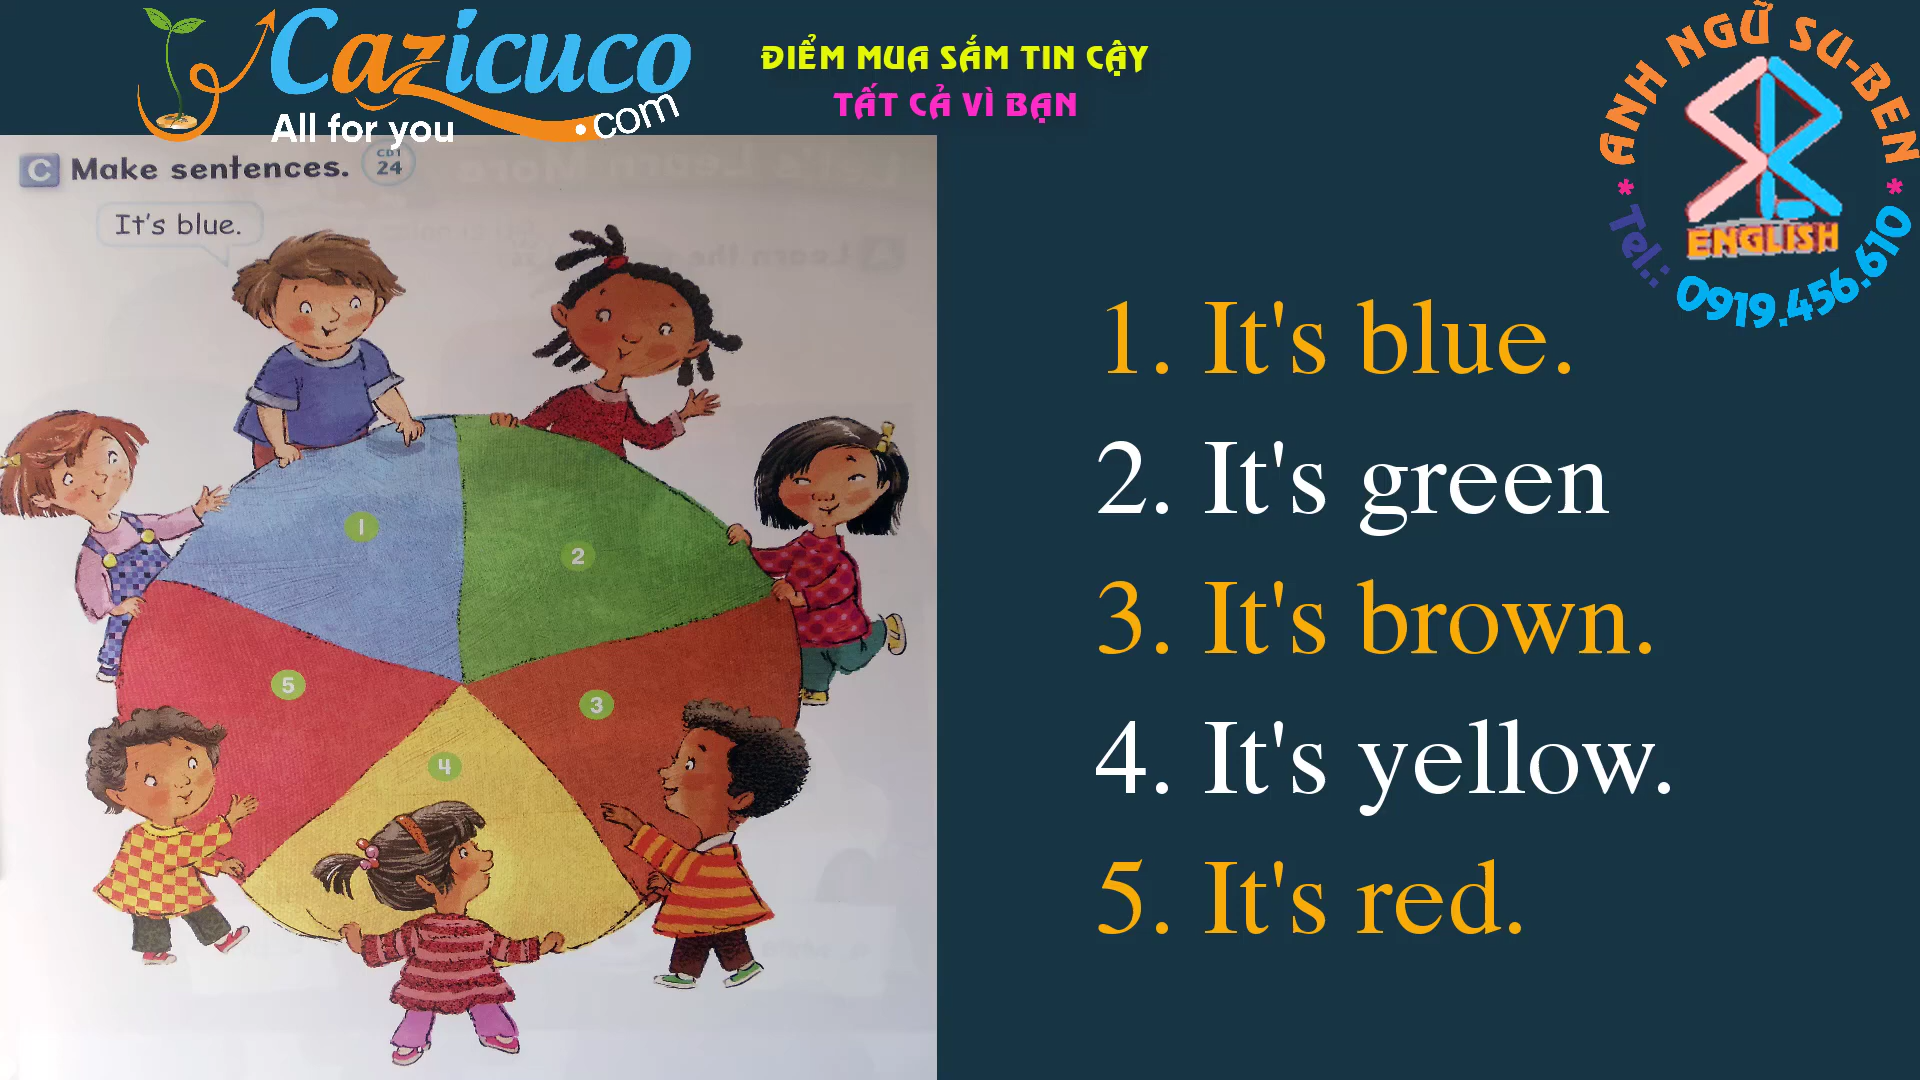 Cazicuco
.com
All for you
ĐIỂM MUA SẮM TIN CẬY
TẤT CẢ VÌ BẠN
ANH NGỮ SU-BEN
ENGLISH
* Tel.: 0919.456.610 *
C Make sentences. CD1 24
It's blue.
1
2
3
4
5
1. It's blue.
2. It's green
3. It's brown.
4. It's yellow.
5. It's red.